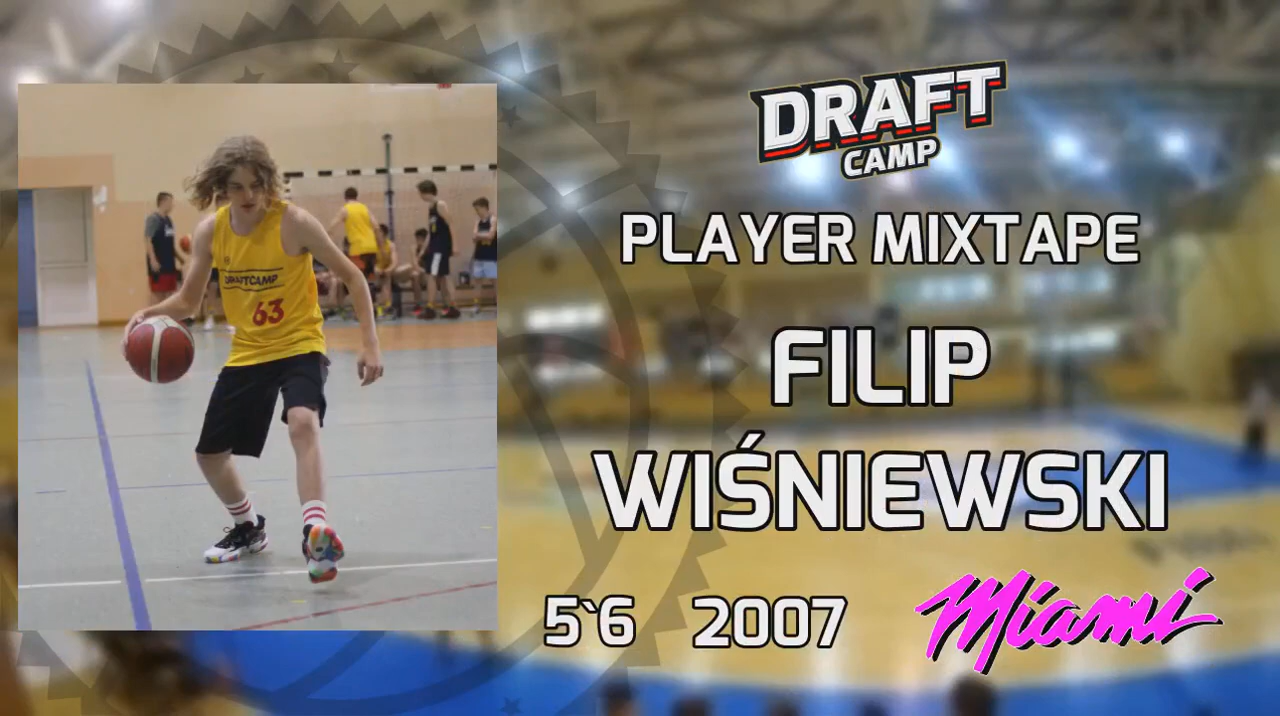 DRAFT
CAMP
PLAYER MIXTAPE
FILIP
WIŚNIEWSKI
5`6 2007 Miami
DRAFTCAMP
63